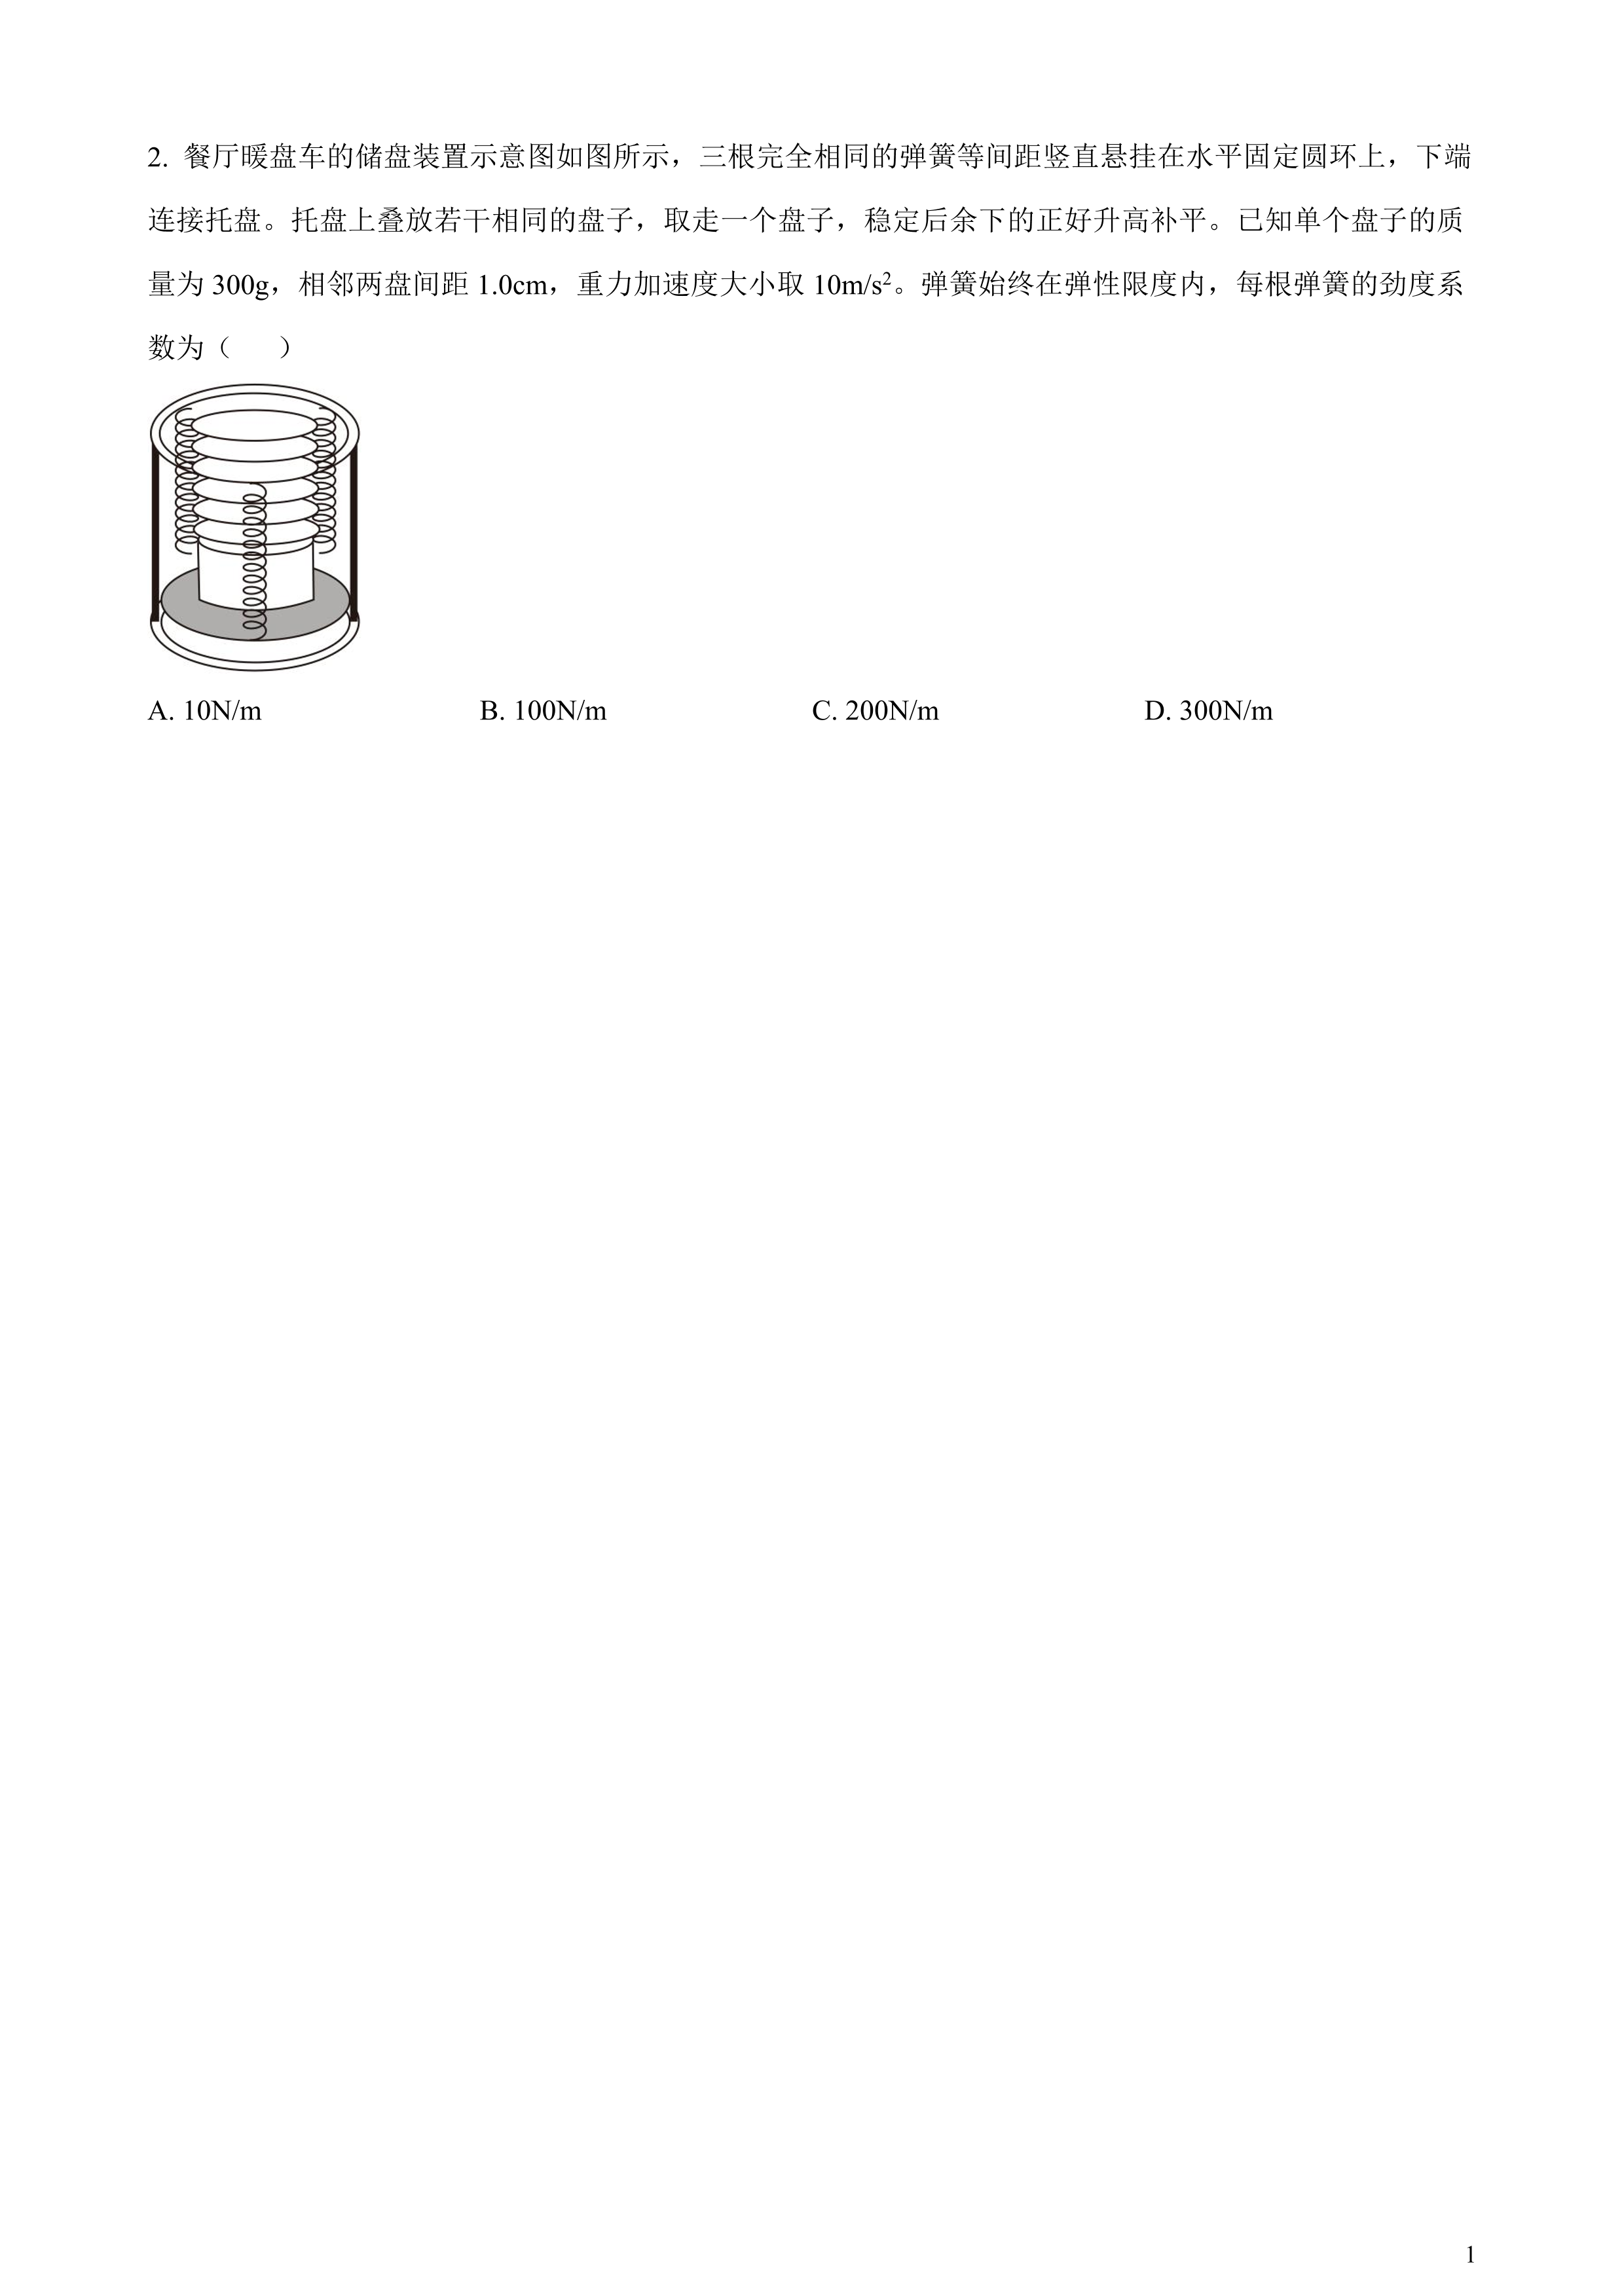 2. 餐厅暖盘车的储盘装置示意图如图所示，三根完全相同的弹簧等间距竖直悬挂在水平固定圆环上，下端
连接托盘。托盘上叠放若干相同的盘子，取走一个盘子，稳定后余下的正好升高补平。已知单个盘子的质
量为 300g，相邻两盘间距 1.0cm，重力加速度大小取 10m/s²。弹簧始终在弹性限度内，每根弹簧的劲度系
数为（　　）
A. 10N/m B. 100N/m C. 200N/m D. 300N/m
1